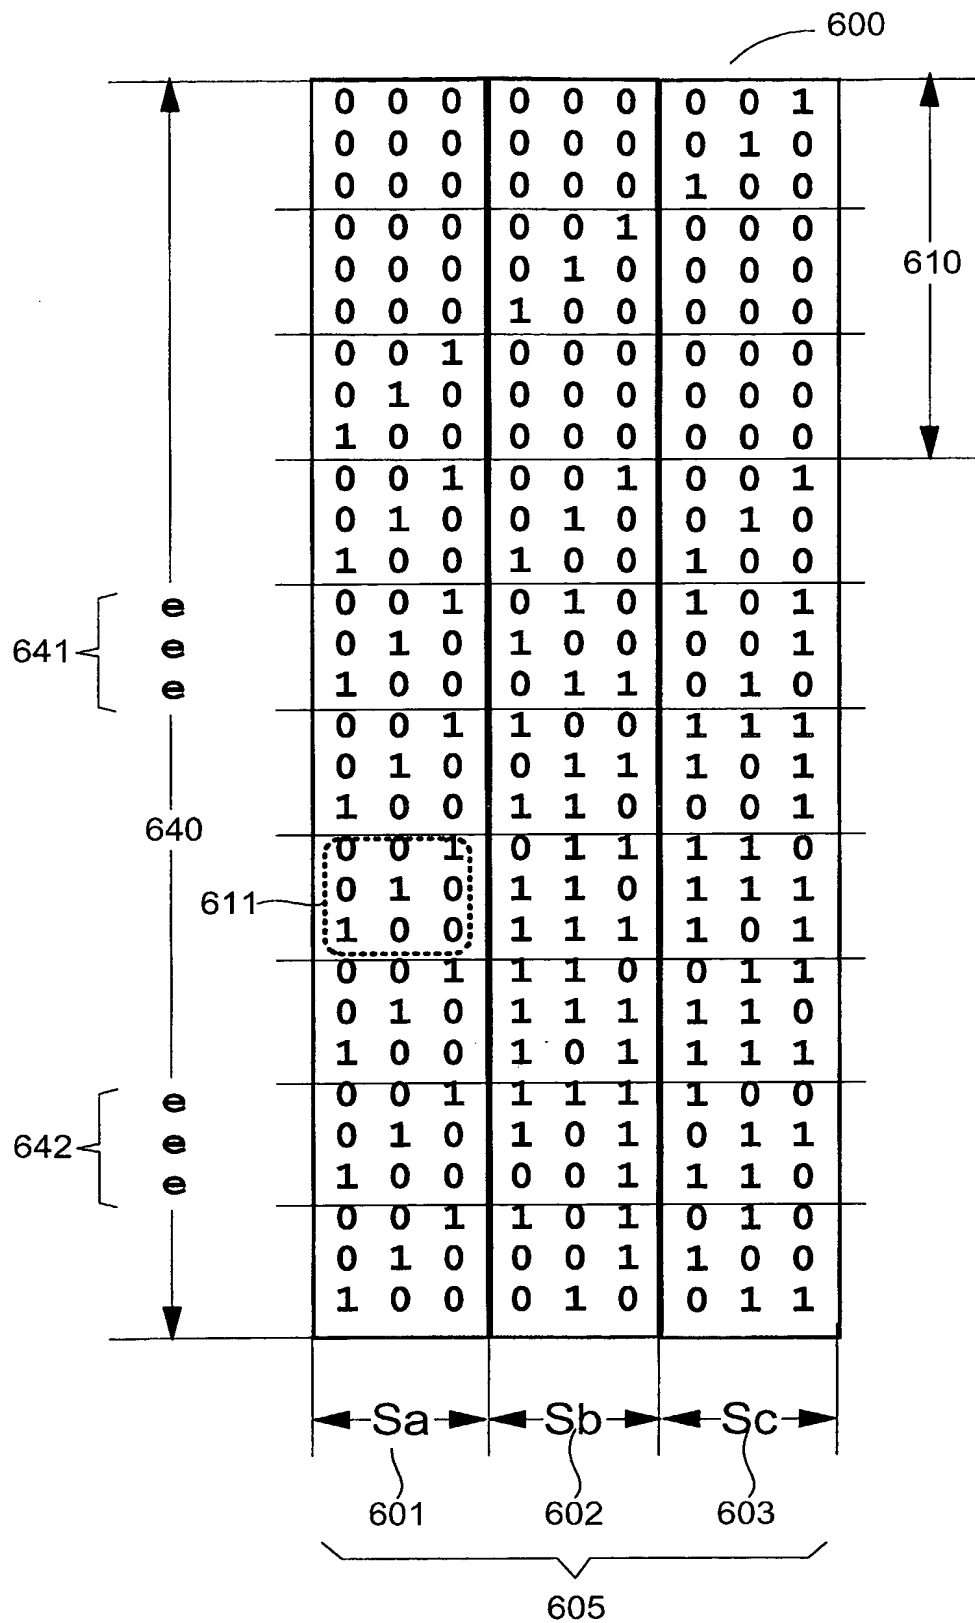 600
0 0 0 0 0 0 0 0 1
0 0 0 0 0 0 0 1 0
0 0 0 0 0 0 1 0 0
0 0 0 0 0 1 0 0 0
0 0 0 0 1 0 0 0 0
610
0 0 0 1 0 0 0 0 0
0 0 1 0 0 0 0 0 0
0 1 0 0 0 0 0 0 0
1 0 0 0 0 0 0 0 0
0 0 1 0 0 1 0 0 1
0 1 0 0 1 0 0 1 0
1 0 0 1 0 0 1 0 0
e 0 0 1 0 1 0 1 0 1
641 e 0 1 0 1 0 0 0 0 1
e 1 0 0 0 1 1 0 1 0
0 0 1 1 0 0 1 1 1
0 1 0 0 1 1 1 0 1
1 0 0 1 1 0 0 0 1
640
0 0 1 0 1 1 1 1 0
611 0 1 0 1 1 0 1 1 1
1 0 0 1 1 1 1 0 1
0 0 1 1 1 0 0 1 1
0 1 0 1 1 1 1 1 0
1 0 0 1 0 1 1 1 1
e 0 0 1 1 1 1 1 0 0
642 e 0 1 0 1 0 1 0 1 1
e 1 0 0 0 0 1 1 1 0
0 0 1 1 0 1 0 1 0
0 1 0 0 0 1 1 0 0
1 0 0 0 1 0 0 1 1
Sa Sb Sc
601 602 603
605